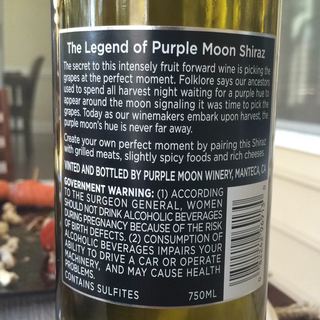 The Legend of Purple Moon Shiraz
The secret to this intensely fruit forward wine is picking the
grapes at the perfect moment. Folklore says our ancestors
used to spend all harvest night waiting for a purple hue to
appear around the moon signaling it was time to pick the
grapes. Today as our winemakers embark upon harvest, the
purple moon's hue is never far away.
Create your own perfect moment by pairing this Shiraz
with grilled meats, slightly spicy foods and rich cheeses.
VINTED AND BOTTLED BY PURPLE MOON WINERY, MANTECA, CA
GOVERNMENT WARNING: (1) ACCORDING
TO THE SURGEON GENERAL, WOMEN
SHOULD NOT DRINK ALCOHOLIC BEVERAGES
DURING PREGNANCY BECAUSE OF THE RISK
OF BIRTH DEFECTS. (2) CONSUMPTION OF
ALCOHOLIC BEVERAGES IMPAIRS YOUR
ABILITY TO DRIVE A CAR OR OPERATE
MACHINERY, AND MAY CAUSE HEALTH
PROBLEMS.
CONTAINS SULFITES
750ML